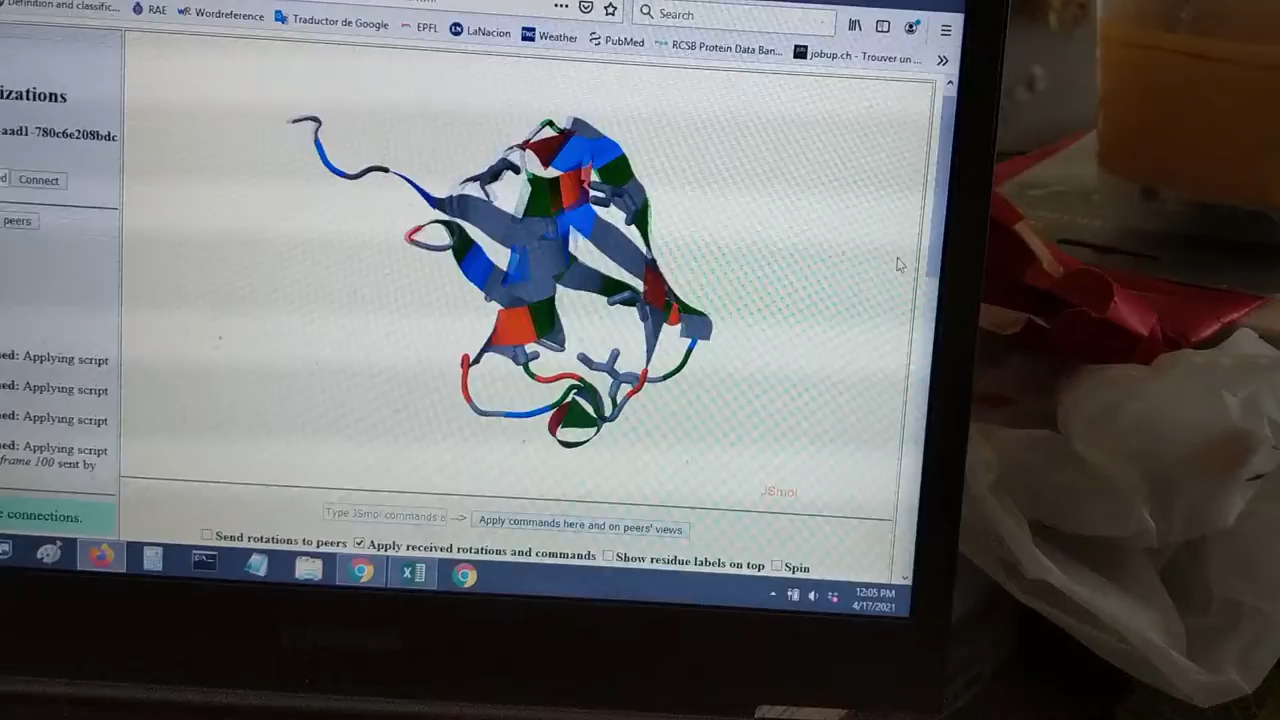 Definition and classific...
RAE
Wordreference
Traductor de Google
EPFL
LaNacion
Weather
PubMed
RCSB Protein Data Ban...
jobup.ch - Trouver un ...
Search
izations
aad1-780c6e208bdc
Connect
peers
ed: Applying script
ed: Applying script
ed: Applying script
ed: Applying script
frame 100 sent by
connections.
JSmol
Type JSmol commands
--> Apply commands here and on peers' views
Send rotations to peers Apply received rotations and commands Show residue labels on top Spin
12:05 PM
4/17/2021